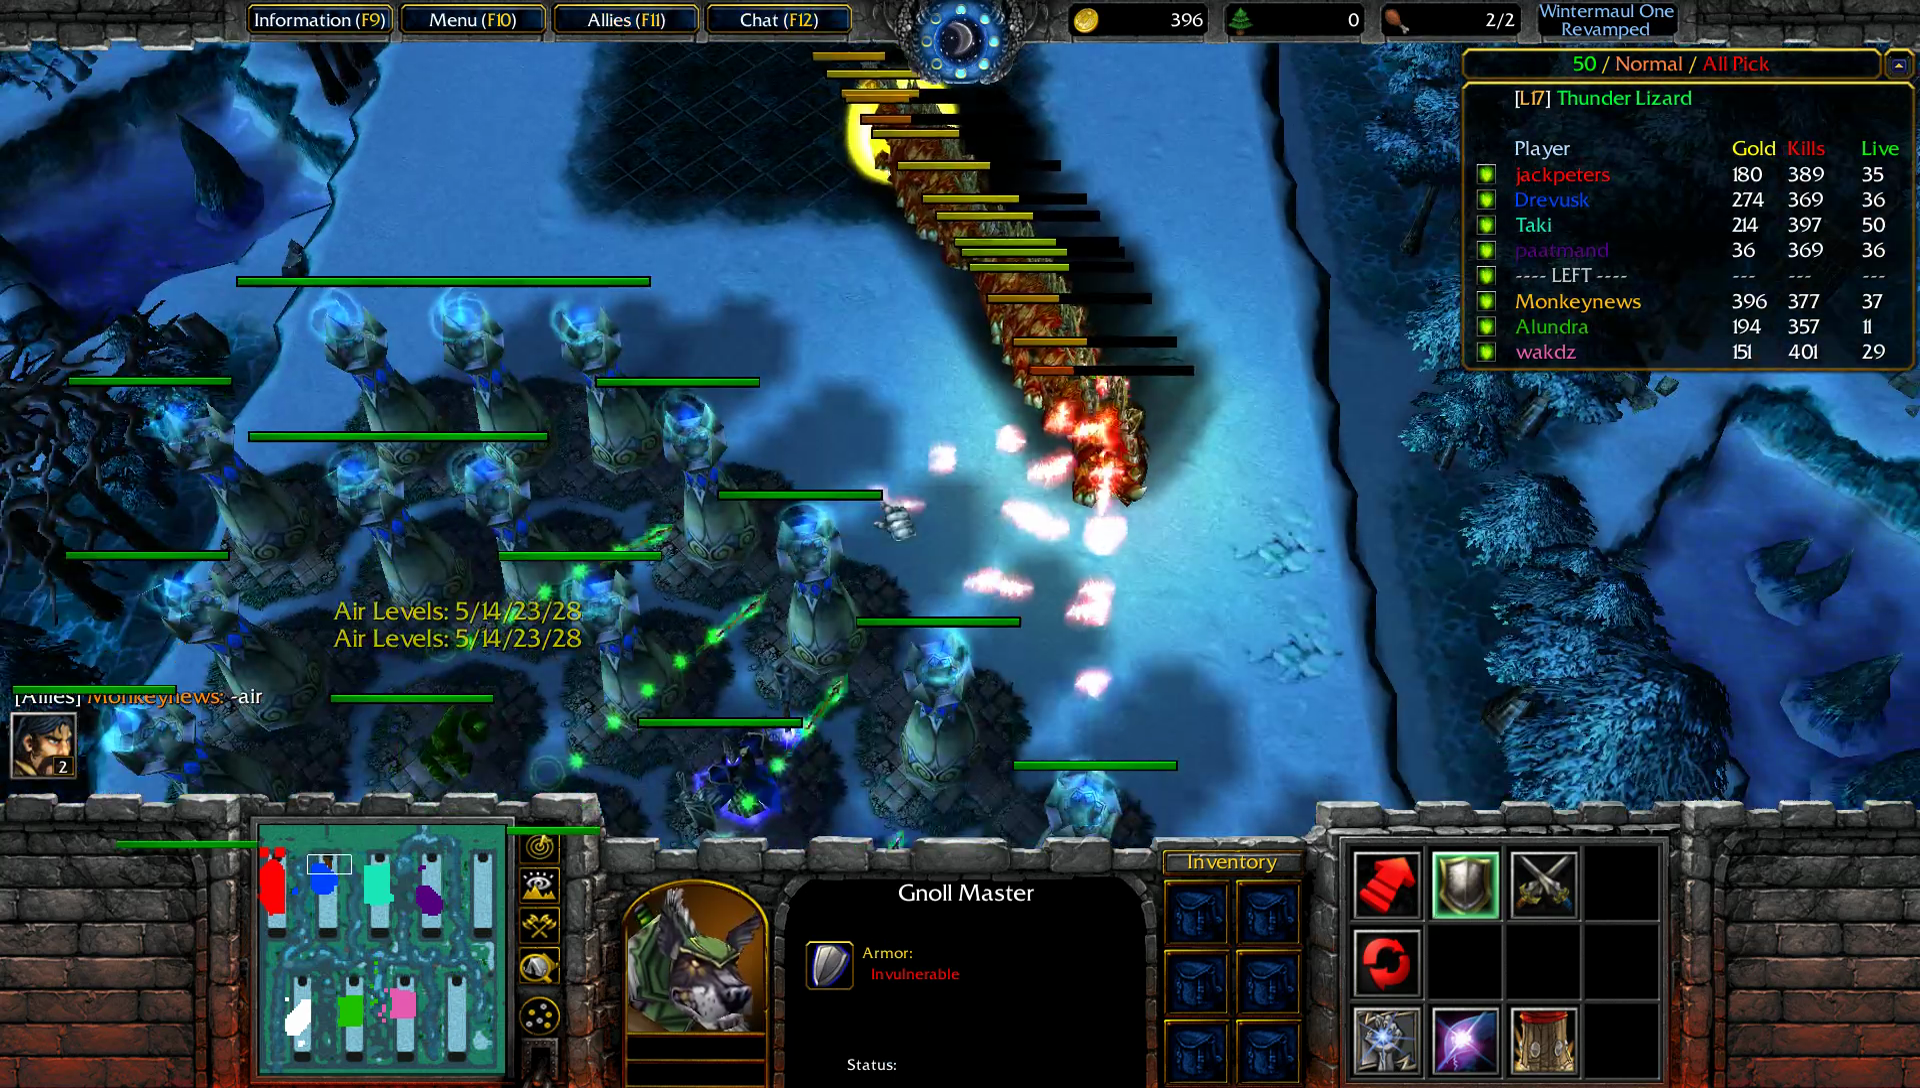 Information (F9) Menu (F10) Allies (F11) Chat (F12) 396 0 2/2 Wintermaul One
Revamped
50 / Normal / All Pick
[L17] Thunder Lizard
Player Gold Kills Live
jackpeters 180 389 35
Drevusk 274 369 36
Taki 214 397 50
paatmand 36 369 36
---- LEFT ---- --- --- ---
Monkeynews 396 377 37
Alundra 194 357 11
wakdz 151 401 29
Air Levels: 5/14/23/28
Air Levels: 5/14/23/28
[Allies] Monkeynews: -air
2
Inventory
Gnoll Master
Armor:
Invulnerable
Status: